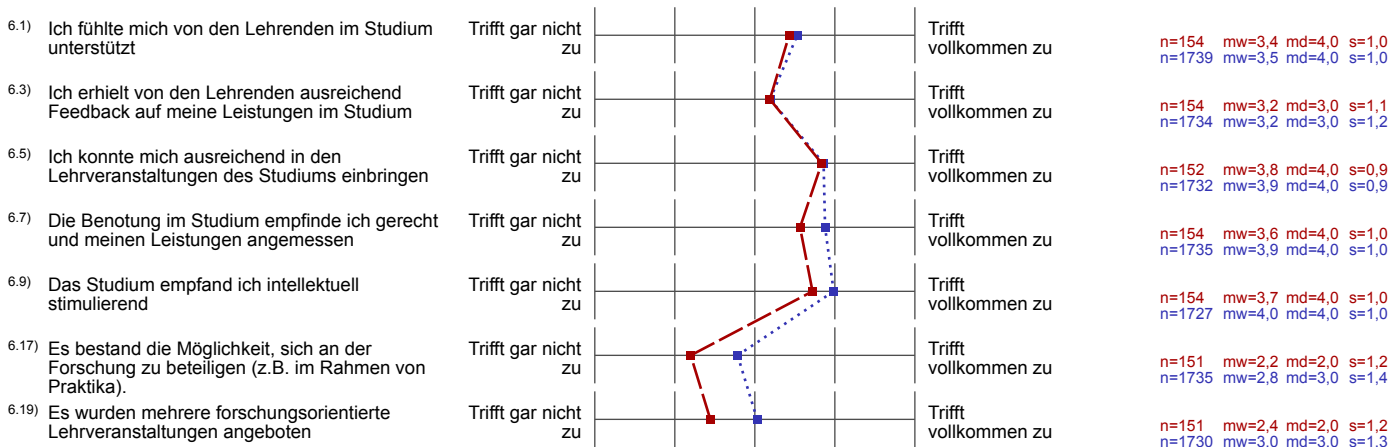 6.1) Ich fühlte mich von den Lehrenden im Studium
unterstützt
Trifft gar nicht
zu
Trifft
vollkommen zu
n=154 mw=3,4 md=4,0 s=1,0
n=1739 mw=3,5 md=4,0 s=1,0
6.3) Ich erhielt von den Lehrenden ausreichend
Feedback auf meine Leistungen im Studium
Trifft gar nicht
zu
Trifft
vollkommen zu
n=154 mw=3,2 md=3,0 s=1,1
n=1734 mw=3,2 md=3,0 s=1,2
6.5) Ich konnte mich ausreichend in den
Lehrveranstaltungen des Studiums einbringen
Trifft gar nicht
zu
Trifft
vollkommen zu
n=152 mw=3,8 md=4,0 s=0,9
n=1732 mw=3,9 md=4,0 s=0,9
6.7) Die Benotung im Studium empfinde ich gerecht
und meinen Leistungen angemessen
Trifft gar nicht
zu
Trifft
vollkommen zu
n=154 mw=3,6 md=4,0 s=1,0
n=1735 mw=3,9 md=4,0 s=1,0
6.9) Das Studium empfand ich intellektuell
stimulierend
Trifft gar nicht
zu
Trifft
vollkommen zu
n=154 mw=3,7 md=4,0 s=1,0
n=1727 mw=4,0 md=4,0 s=1,0
6.17) Es bestand die Möglichkeit, sich an der
Forschung zu beteiligen (z.B. im Rahmen von
Praktika).
Trifft gar nicht
zu
Trifft
vollkommen zu
n=151 mw=2,2 md=2,0 s=1,2
n=1735 mw=2,8 md=3,0 s=1,4
6.19) Es wurden mehrere forschungsorientierte
Lehrveranstaltungen angeboten
Trifft gar nicht
zu
Trifft
vollkommen zu
n=151 mw=2,4 md=2,0 s=1,2
n=1730 mw=3,0 md=3,0 s=1,3